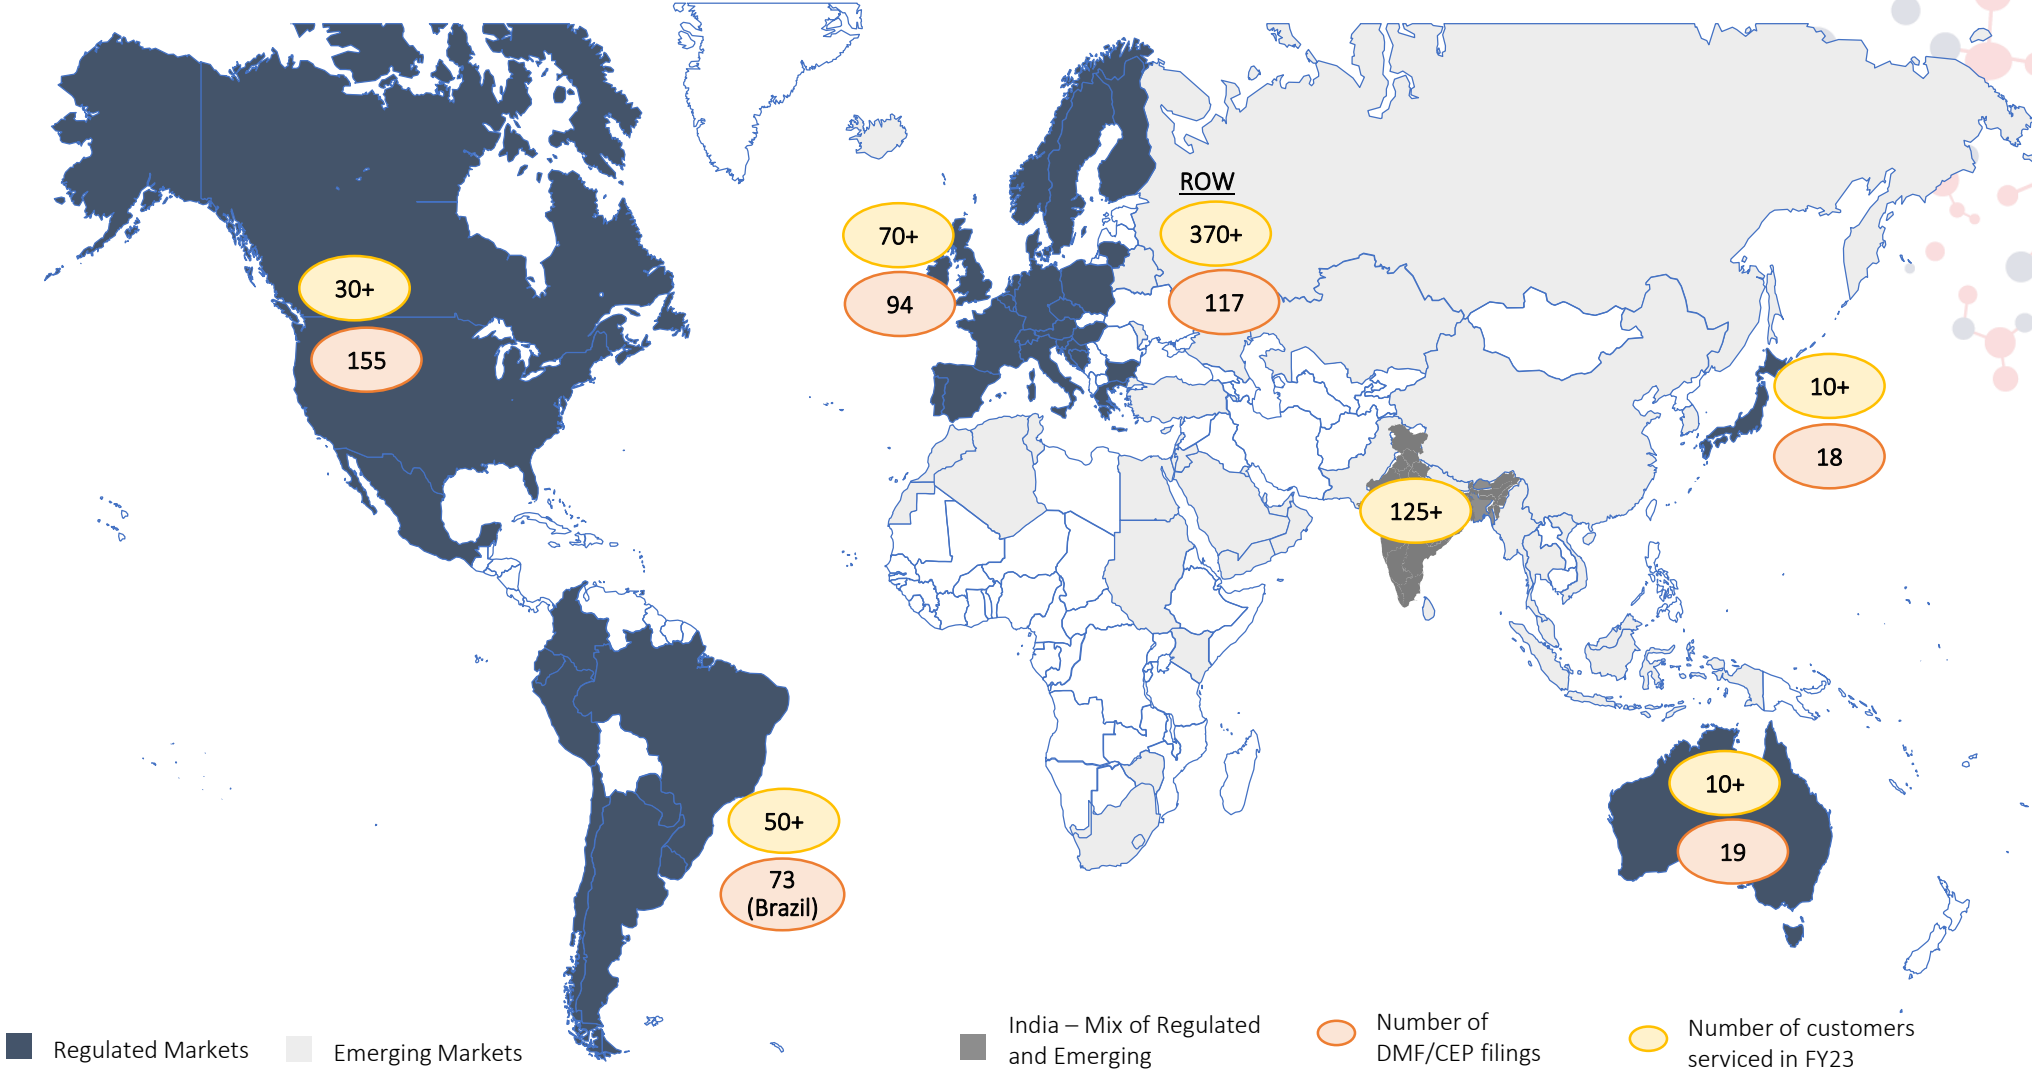 ROW
70+
370+
94
117
30+
155
10+
18
125+
10+
19
50+
73
(Brazil)
Regulated Markets
Emerging Markets
India – Mix of Regulated
and Emerging
Number of
DMF/CEP filings
Number of customers
serviced in FY23